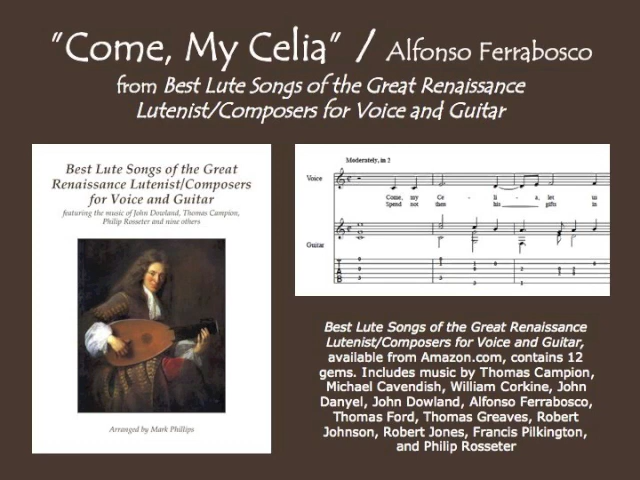 "Come, My Celia" / Alfonso Ferrabosco
from Best Lute Songs of the Great Renaissance
Lutenist/Composers for Voice and Guitar
Best Lute Songs of the Great
Renaissance Lutenist/Composers
for Voice and Guitar
featuring the music of John Dowland, Thomas Campion,
Philip Rosseter and nine others
Arranged by Mark Phillips
Moderately, in 2
Voice
Come, my Ce - li - a, let us
Spend not then his gifts in
Guitar
Best Lute Songs of the Great Renaissance
Lutenist/Composers for Voice and Guitar,
available from Amazon.com, contains 12
gems. Includes music by Thomas Campion,
Michael Cavendish, William Corkine, John
Danyel, John Dowland, Alfonso Ferrabosco,
Thomas Ford, Thomas Greaves, Robert
Johnson, Robert Jones, Francis Pilkington,
and Philip Rosseter